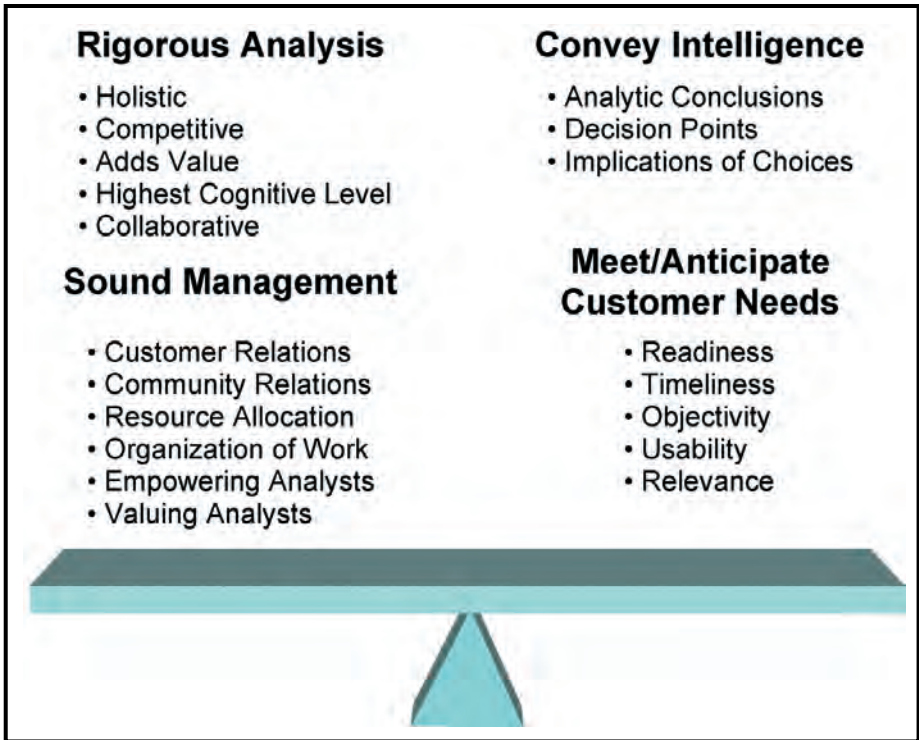 Rigorous Analysis
• Holistic
• Competitive
• Adds Value
• Highest Cognitive Level
• Collaborative
Sound Management
• Customer Relations
• Community Relations
• Resource Allocation
• Organization of Work
• Empowering Analysts
• Valuing Analysts
Convey Intelligence
• Analytic Conclusions
• Decision Points
• Implications of Choices
Meet/Anticipate
Customer Needs
• Readiness
• Timeliness
• Objectivity
• Usability
• Relevance